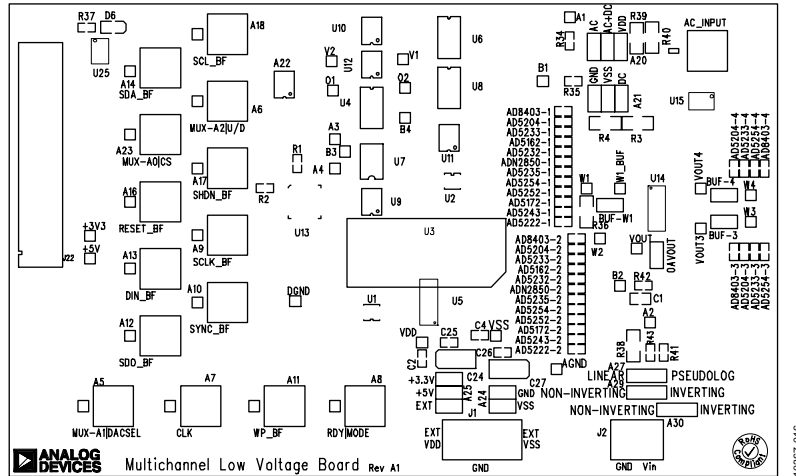 R37
D6
U25
A18
SCL_BF
A14
SDA_BF
A6
MUX-A2|U/D
A22
A23
MUX-A0|CS
A17
SHDN_BF
A16
RESET_BF
+3V3
+5V
J22
A9
SCLK_BF
A13
DIN_BF
A10
SYNC_BF
A12
SDO_BF
A5
MUX-A1|DACSEL
A7
CLK
A11
WP_BF
A8
RDY|MODE
U10
V2
U12
V1
O1
O2
U4
A3
B3
B4
A4
R1
R2
U13
U7
U9
U6
U8
U11
U2
U3
U1
U5
DGND
A1
R34
AC
AC+DC
VDD
R39
A20
R40
AC_INPUT
B1
R35
GND
VSS
DC
A21
R4
R3
U15
AD8403-1
AD5204-1
AD5233-1
AD5162-1
AD5232-1
ADN2850-1
AD5235-1
AD5254-1
AD5252-1
AD5172-1
AD5243-1
AD5222-1
AD8403-2
AD5204-2
AD5233-2
AD5162-2
AD5232-2
ADN2850-2
AD5235-2
AD5254-2
AD5252-2
AD5172-2
AD5243-2
AD5222-2
W1
W1_BUF
BUF-W1
R36
W2
U14
VOUT
OAVOUT
B2
R42
C1
A2
R38
R43
R41
AD5204-4
AD5233-4
AD5254-4
AD8403-4
VOUT4
BUF-4
W4
VOUT3
BUF-3
W3
AD8403-3
AD5204-3
AD5233-3
AD5254-3
VDD
C25
C4
VSS
C2
C26
C24
C27
AGND
+3.3V
+5V
EXT
A25
A24
GND
VSS
J1
EXT
VDD
EXT
VSS
GND
A27
LINEAR
PSEUDOLOG
A29
NON-INVERTING
INVERTING
NON-INVERTING
INVERTING
A30
J2
GND Vin
RoHS
Compliant
ANALOG
DEVICES
Multichannel Low Voltage Board Rev A1